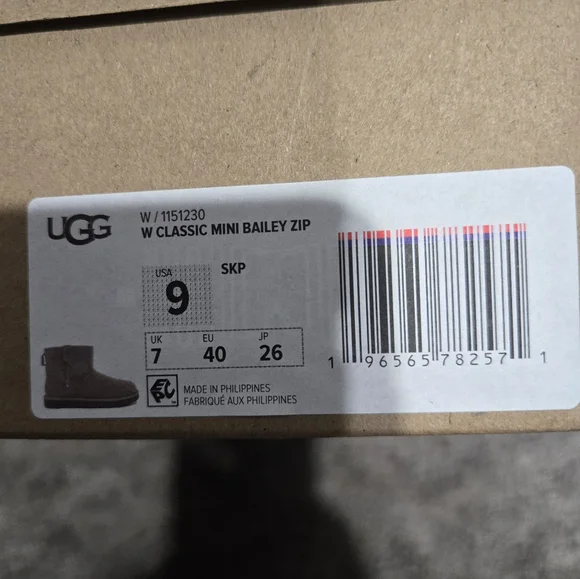 UGG
W / 1151230
W CLASSIC MINI BAILEY ZIP
USA
9
SKP
UK EU JP
7 40 26
EPC
MADE IN PHILIPPINES
FABRIQUÉ AUX PHILIPPINES
1 96565 78257 1